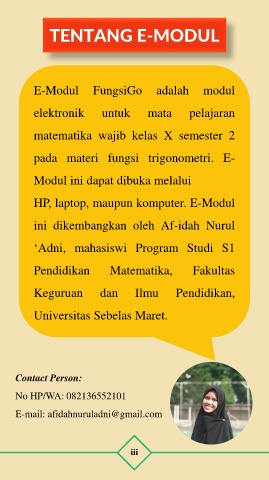 TENTANG E-MODUL
E-Modul FungsiGo adalah modul
elektronik untuk mata pelajaran
matematika wajib kelas X semester 2
pada materi fungsi trigonometri. E-
Modul ini dapat dibuka melalui
HP, laptop, maupun komputer. E-Modul
ini dikembangkan oleh Af-idah Nurul
‘Adni, mahasiswi Program Studi S1
Pendidikan Matematika, Fakultas
Keguruan dan Ilmu Pendidikan,
Universitas Sebelas Maret.
Contact Person:
No HP/WA: 082136552101
E-mail: afidahnuruladni@gmail.com
iii